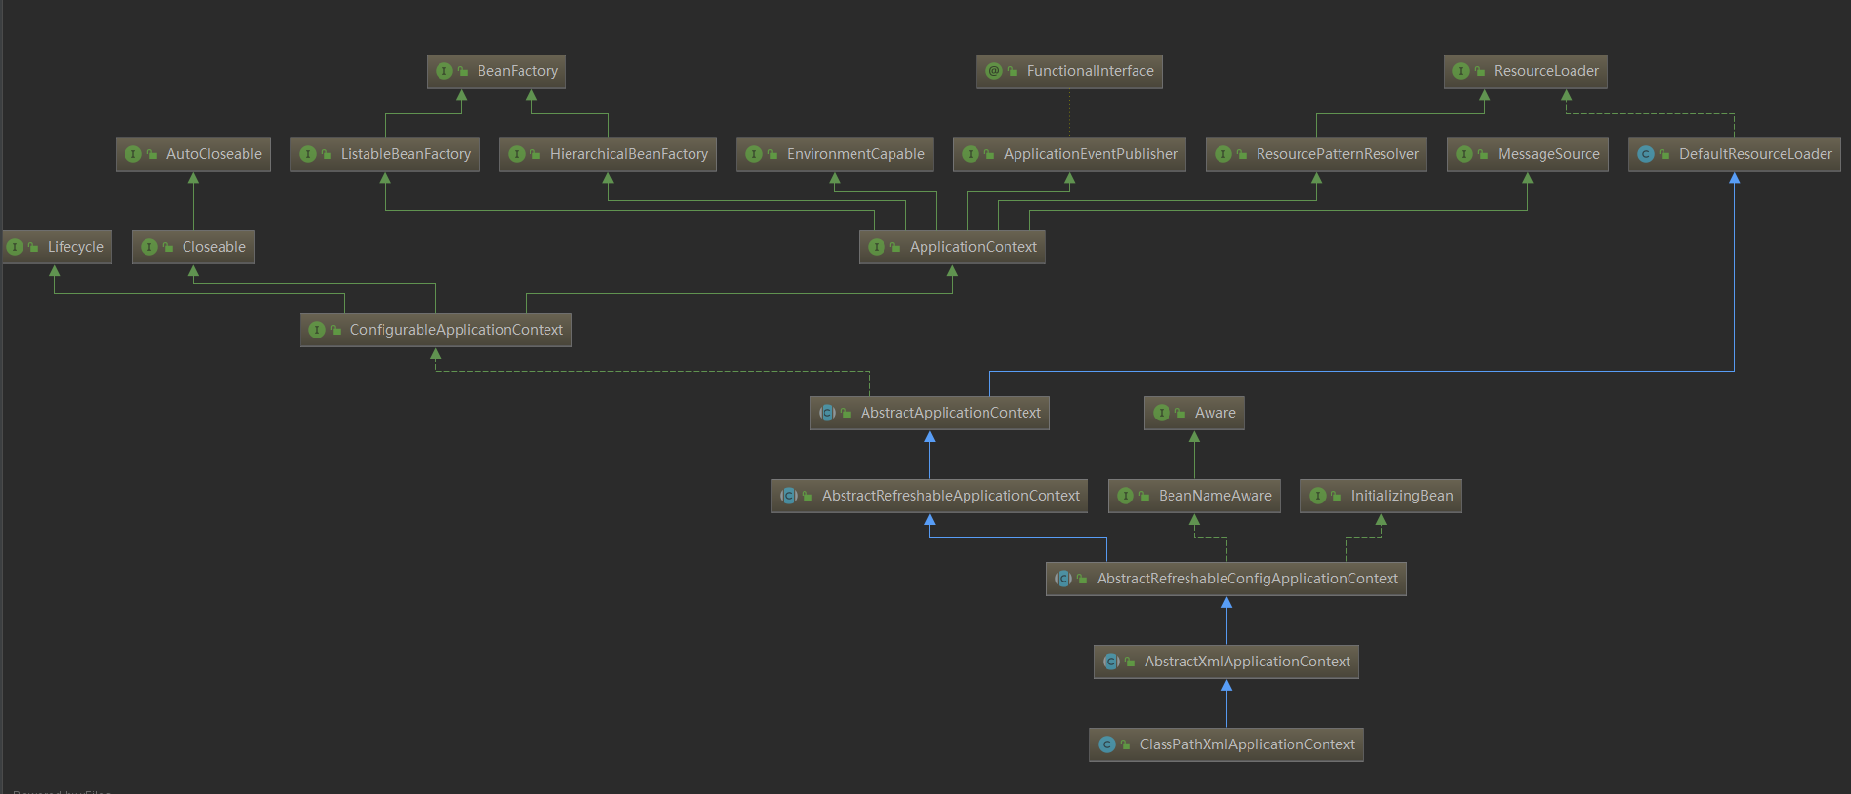 BeanFactory
FunctionalInterface
ResourceLoader
AutoCloseable
ListableBeanFactory
HierarchicalBeanFactory
EnvironmentCapable
ApplicationEventPublisher
ResourcePatternResolver
MessageSource
DefaultResourceLoader
Lifecycle
Closeable
ApplicationContext
ConfigurableApplicationContext
AbstractApplicationContext
Aware
AbstractRefreshableApplicationContext
BeanNameAware
InitializingBean
AbstractRefreshableConfigApplicationContext
AbstractXmlApplicationContext
ClassPathXmlApplicationContext